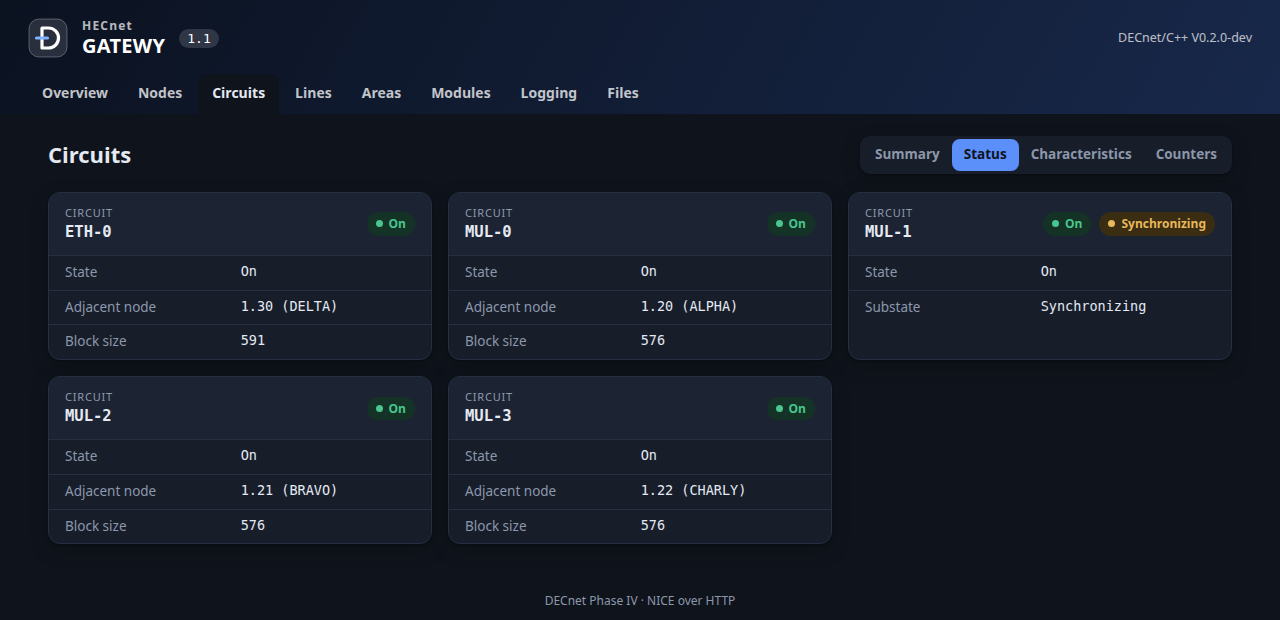 HECnet
GATEWY 1.1
DECnet/C++ V0.2.0-dev
Overview Nodes Circuits Lines Areas Modules Logging Files
Circuits
Summary Status Characteristics Counters
CIRCUIT
ETH-0
On
State On
Adjacent node 1.30 (DELTA)
Block size 591
CIRCUIT
MUL-0
On
State On
Adjacent node 1.20 (ALPHA)
Block size 576
CIRCUIT
MUL-1
On Synchronizing
State On
Substate Synchronizing
CIRCUIT
MUL-2
On
State On
Adjacent node 1.21 (BRAVO)
Block size 576
CIRCUIT
MUL-3
On
State On
Adjacent node 1.22 (CHARLY)
Block size 576
DECnet Phase IV · NICE over HTTP